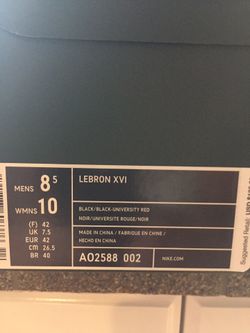 MENS 8 5
WMNS 10
LEBRON XVI
BLACK/BLACK-UNIVERSITY RED
NOIR/UNIVERSITE ROUGE/NOIR
(F) 42
UK 7.5
EUR 42
CM 26.5
BR 40
MADE IN CHINA / FABRIQUE EN CHINE /
HECHO EN CHINA
AO2588 002
NIKE.COM
Suggested Retail: